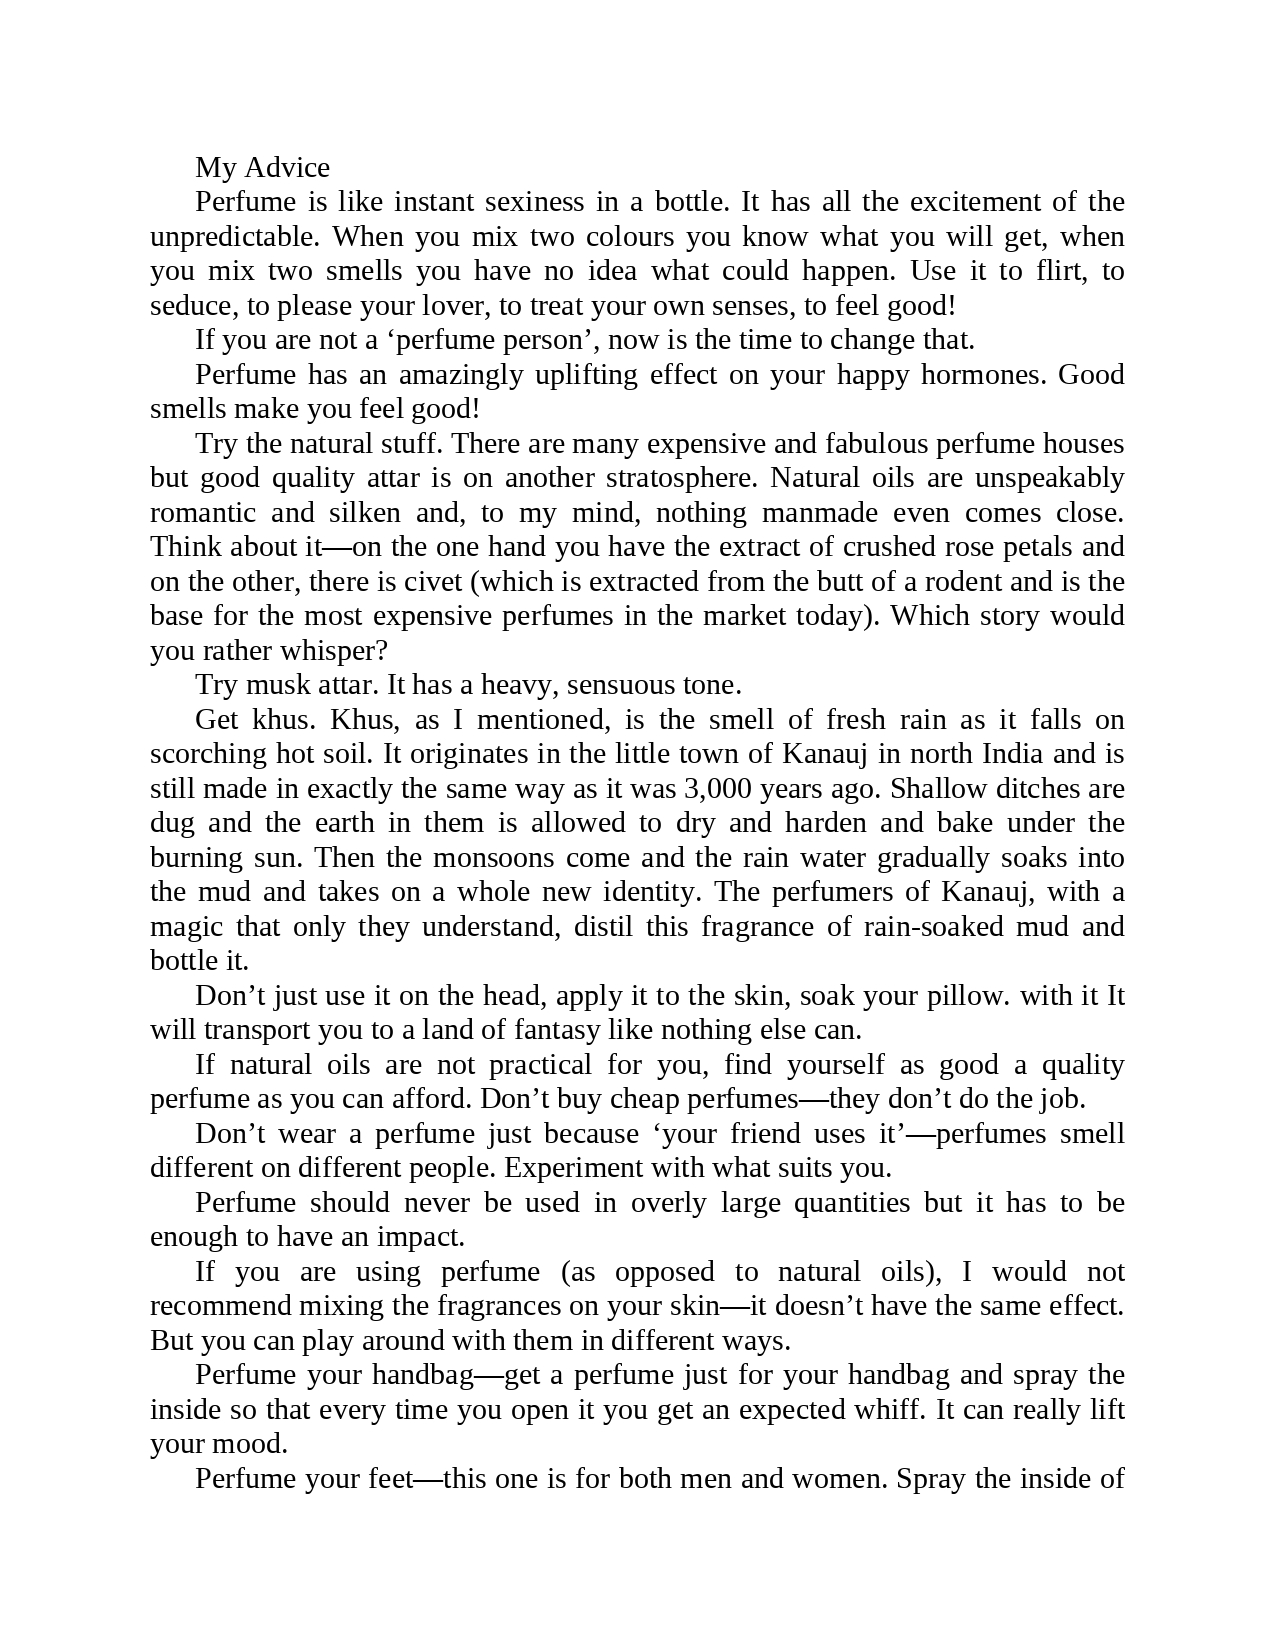 My Advice
Perfume is like instant sexiness in a bottle. It has all the excitement of the
unpredictable. When you mix two colours you know what you will get, when
you mix two smells you have no idea what could happen. Use it to flirt, to
seduce, to please your lover, to treat your own senses, to feel good!
If you are not a ‘perfume person’, now is the time to change that.
Perfume has an amazingly uplifting effect on your happy hormones. Good
smells make you feel good!
Try the natural stuff. There are many expensive and fabulous perfume houses
but good quality attar is on another stratosphere. Natural oils are unspeakably
romantic and silken and, to my mind, nothing manmade even comes close.
Think about it—on the one hand you have the extract of crushed rose petals and
on the other, there is civet (which is extracted from the butt of a rodent and is the
base for the most expensive perfumes in the market today). Which story would
you rather whisper?
Try musk attar. It has a heavy, sensuous tone.
Get khus. Khus, as I mentioned, is the smell of fresh rain as it falls on
scorching hot soil. It originates in the little town of Kanauj in north India and is
still made in exactly the same way as it was 3,000 years ago. Shallow ditches are
dug and the earth in them is allowed to dry and harden and bake under the
burning sun. Then the monsoons come and the rain water gradually soaks into
the mud and takes on a whole new identity. The perfumers of Kanauj, with a
magic that only they understand, distil this fragrance of rain-soaked mud and
bottle it.
Don’t just use it on the head, apply it to the skin, soak your pillow. with it It
will transport you to a land of fantasy like nothing else can.
If natural oils are not practical for you, find yourself as good a quality
perfume as you can afford. Don’t buy cheap perfumes—they don’t do the job.
Don’t wear a perfume just because ‘your friend uses it’—perfumes smell
different on different people. Experiment with what suits you.
Perfume should never be used in overly large quantities but it has to be
enough to have an impact.
If you are using perfume (as opposed to natural oils), I would not
recommend mixing the fragrances on your skin—it doesn’t have the same effect.
But you can play around with them in different ways.
Perfume your handbag—get a perfume just for your handbag and spray the
inside so that every time you open it you get an expected whiff. It can really lift
your mood.
Perfume your feet—this one is for both men and women. Spray the inside of